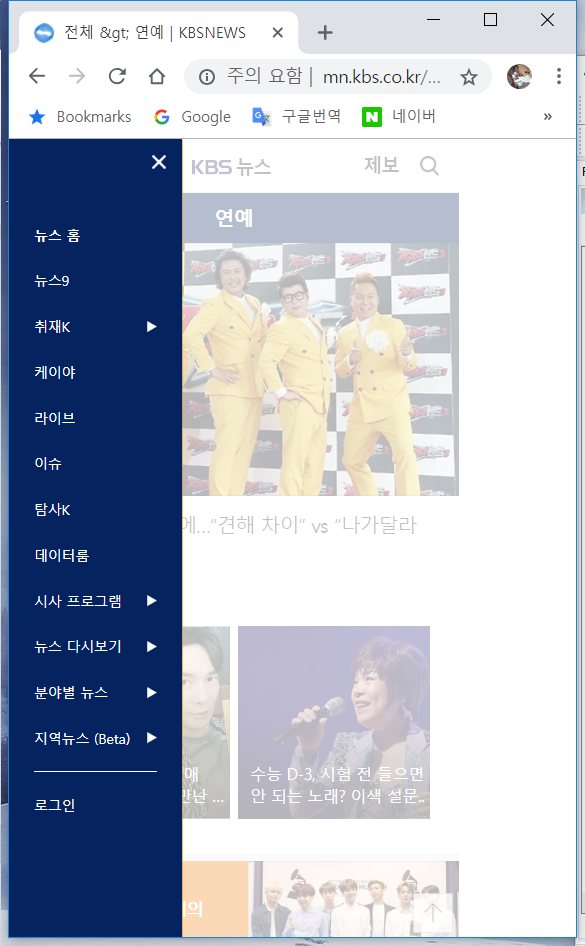 전체 &gt; 연예 | KBSNEWS
주의 요함 | mn.kbs.co.kr/...
Bookmarks
Google
구글번역
네이버
»
KBS 뉴스
제보
연예
뉴스 홈
뉴스9
취재K
케이야
라이브
이슈
탐사K
데이터룸
시사 프로그램
뉴스 다시보기
분야별 뉴스
지역뉴스 (Beta)
로그인
에…"견해 차이" vs "나가달라
애
만난 ...
수능 D-3, 시험 전 들으면
안 되는 노래? 이색 설문..